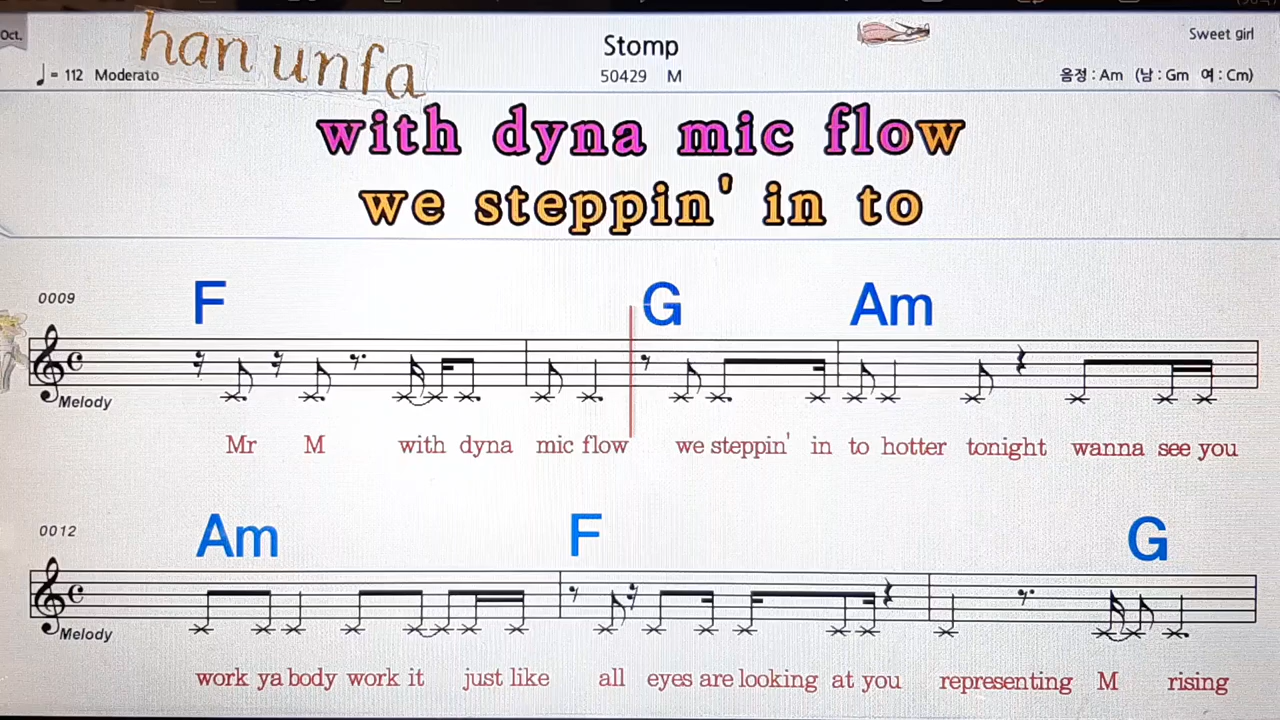 Oct.
han unfa
Stomp
Sweet girl
♩ = 112 Moderato
50429 M
음정 : Am (남 : Gm 여 : Cm)
with dyna mic flow
we steppin' in to
0009
F G Am
Melody
Mr M with dyna mic flow we steppin' in to hotter tonight wanna see you
0012
Am F G
Melody
work ya body work it just like all eyes are looking at you representing M rising